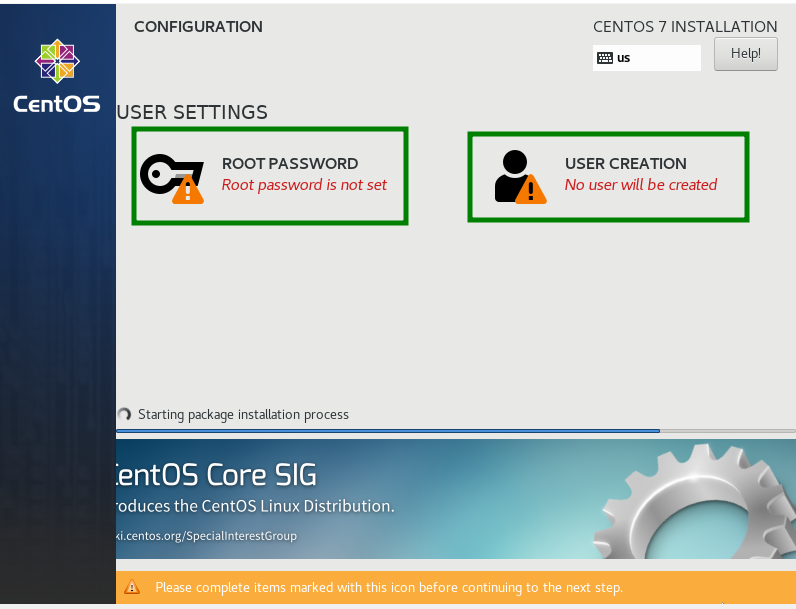 CONFIGURATION
CENTOS 7 INSTALLATION
us
Help!
CentOS
USER SETTINGS
ROOT PASSWORD
Root password is not set
USER CREATION
No user will be created
Starting package installation process
CentOS Core SIG
roduces the CentOS Linux Distribution.
ki.centos.org/SpecialInterestGroup
Please complete items marked with this icon before continuing to the next step.